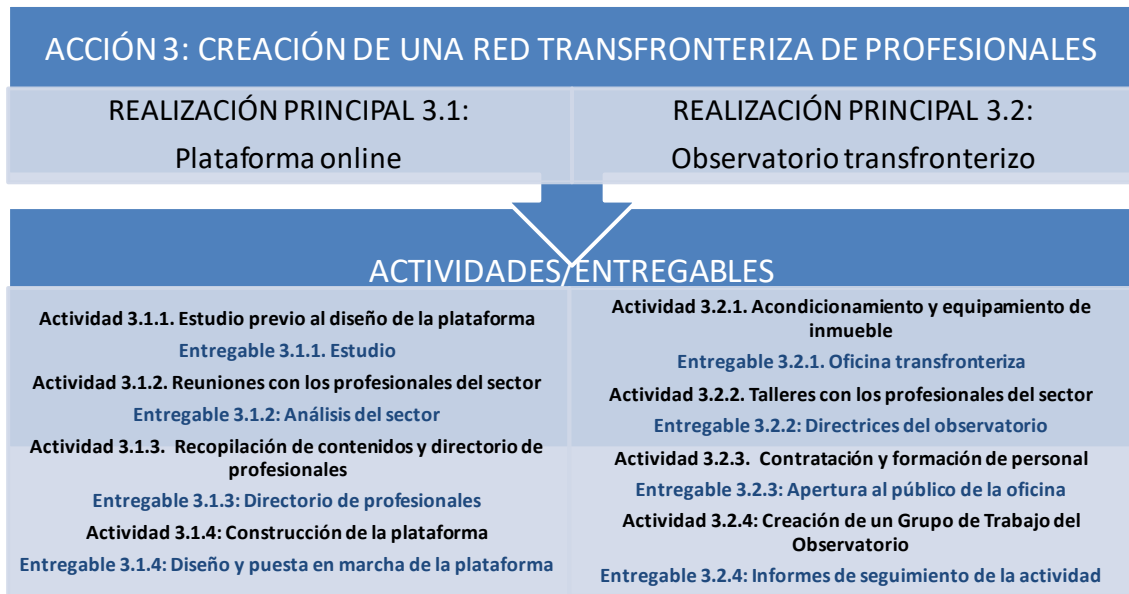 ACCIÓN 3: CREACIÓN DE UNA RED TRANSFRONTERIZA DE PROFESIONALES
REALIZACIÓN PRINCIPAL 3.1:
Plataforma online
REALIZACIÓN PRINCIPAL 3.2:
Observatorio transfronterizo
ACTIVIDADES/ENTREGABLES
Actividad 3.1.1. Estudio previo al diseño de la plataforma
Entregable 3.1.1. Estudio
Actividad 3.1.2. Reuniones con los profesionales del sector
Entregable 3.1.2: Análisis del sector
Actividad 3.1.3. Recopilación de contenidos y directorio de
profesionales
Entregable 3.1.3: Directorio de profesionales
Actividad 3.1.4: Construcción de la plataforma
Entregable 3.1.4: Diseño y puesta en marcha de la plataforma
Actividad 3.2.1. Acondicionamiento y equipamiento de
inmueble
Entregable 3.2.1. Oficina transfronteriza
Actividad 3.2.2. Talleres con los profesionales del sector
Entregable 3.2.2: Directrices del observatorio
Actividad 3.2.3. Contratación y formación de personal
Entregable 3.2.3: Apertura al público de la oficina
Actividad 3.2.4: Creación de un Grupo de Trabajo del
Observatorio
Entregable 3.2.4: Informes de seguimiento de la actividad